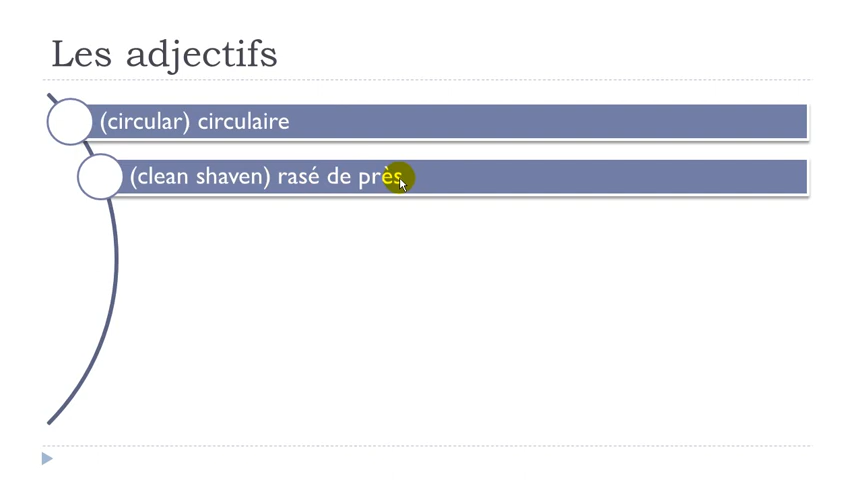 Les adjectifs
(circular) circulaire
(clean shaven) rasé de près